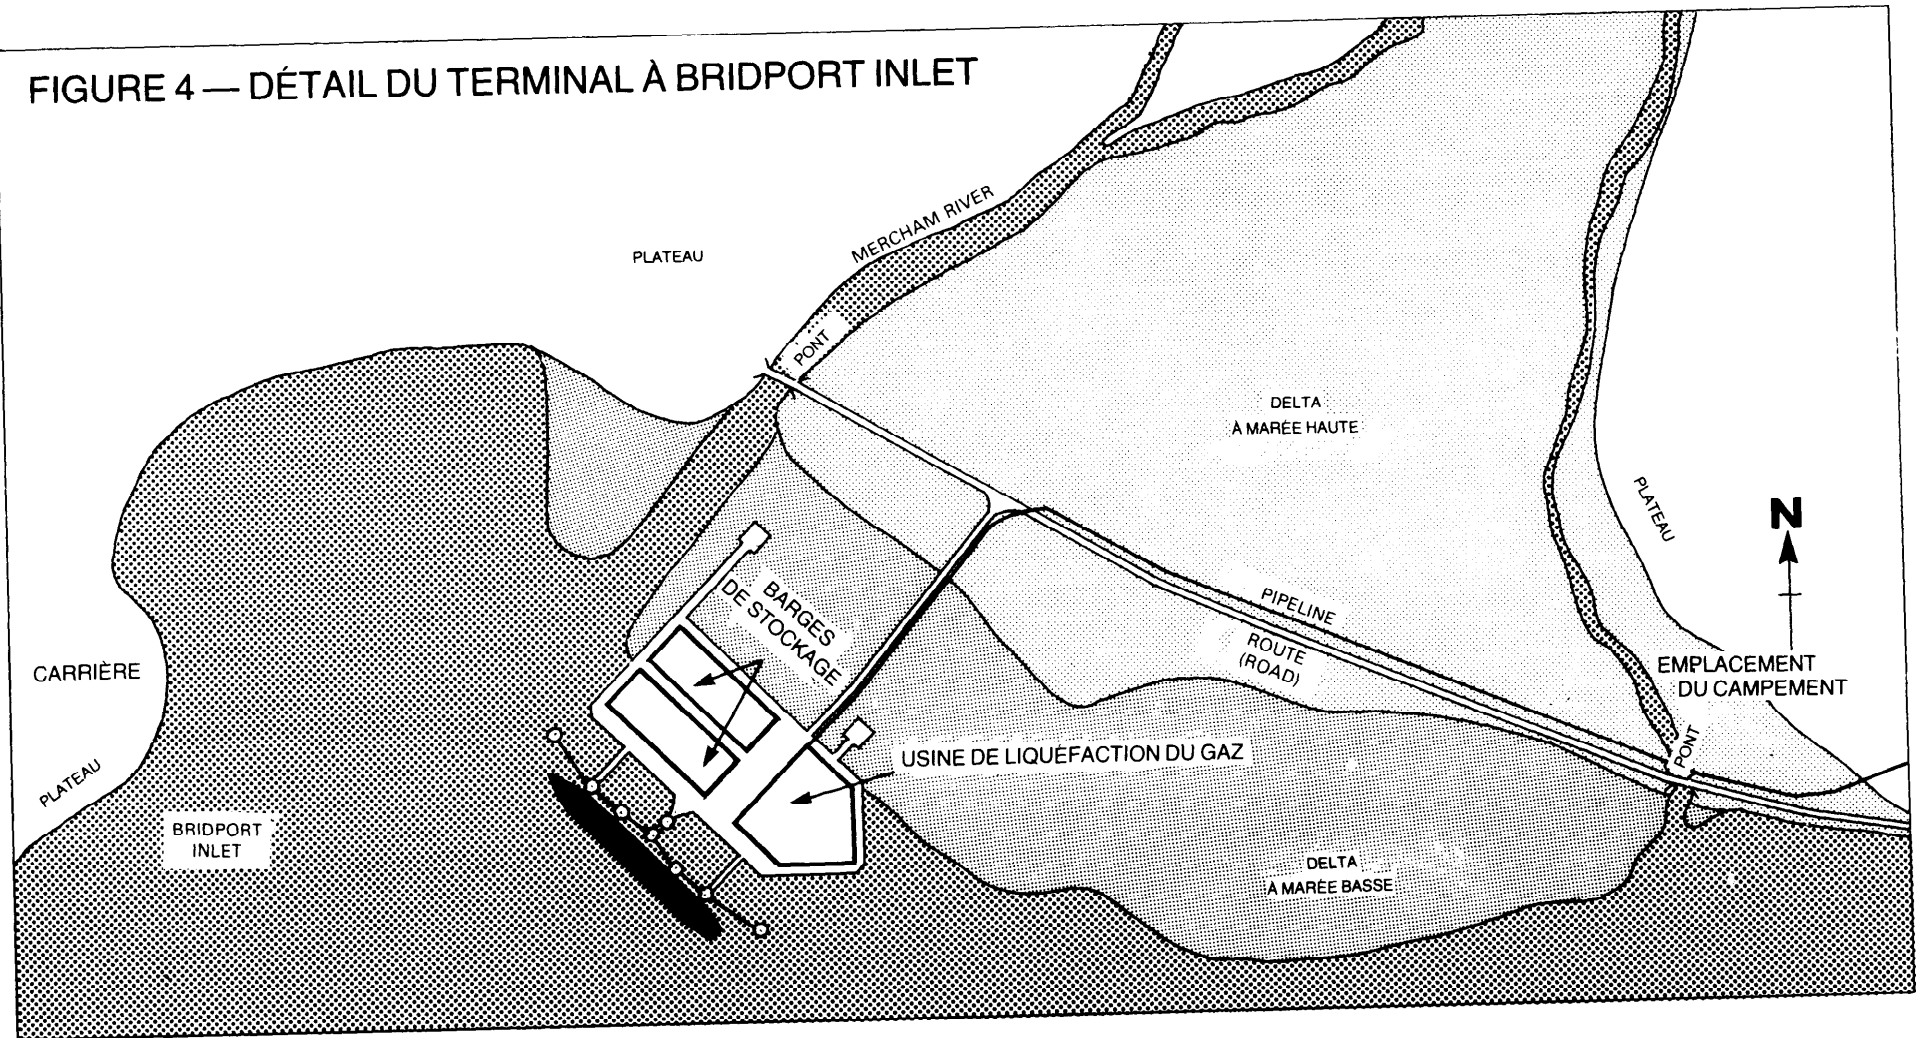 FIGURE 4 — DÉTAIL DU TERMINAL À BRIDPORT INLET
MERCHAM RIVER
PLATEAU
PONT
DELTA
À MARÉE HAUTE
PLATEAU
N
BARGES
DE STOCKAGE
PIPELINE
ROUTE
(ROAD)
EMPLACEMENT
DU CAMPEMENT
CARRIÈRE
PONT
USINE DE LIQUÉFACTION DU GAZ
PLATEAU
BRIDPORT
INLET
DELTA
À MARÉE BASSE